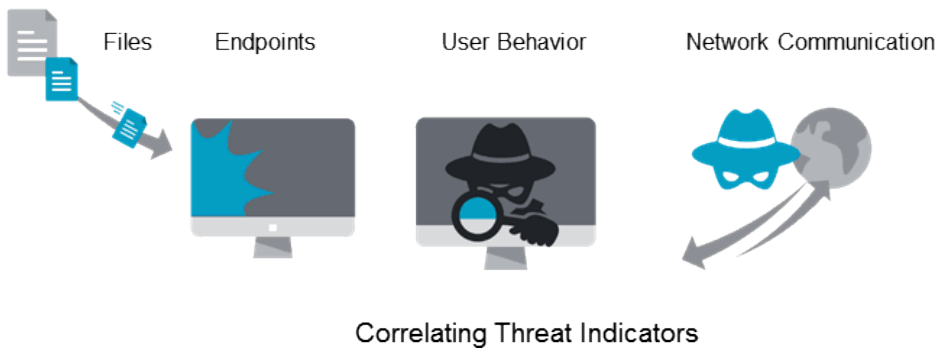 Files
Endpoints
User Behavior
Network Communication
Correlating Threat Indicators